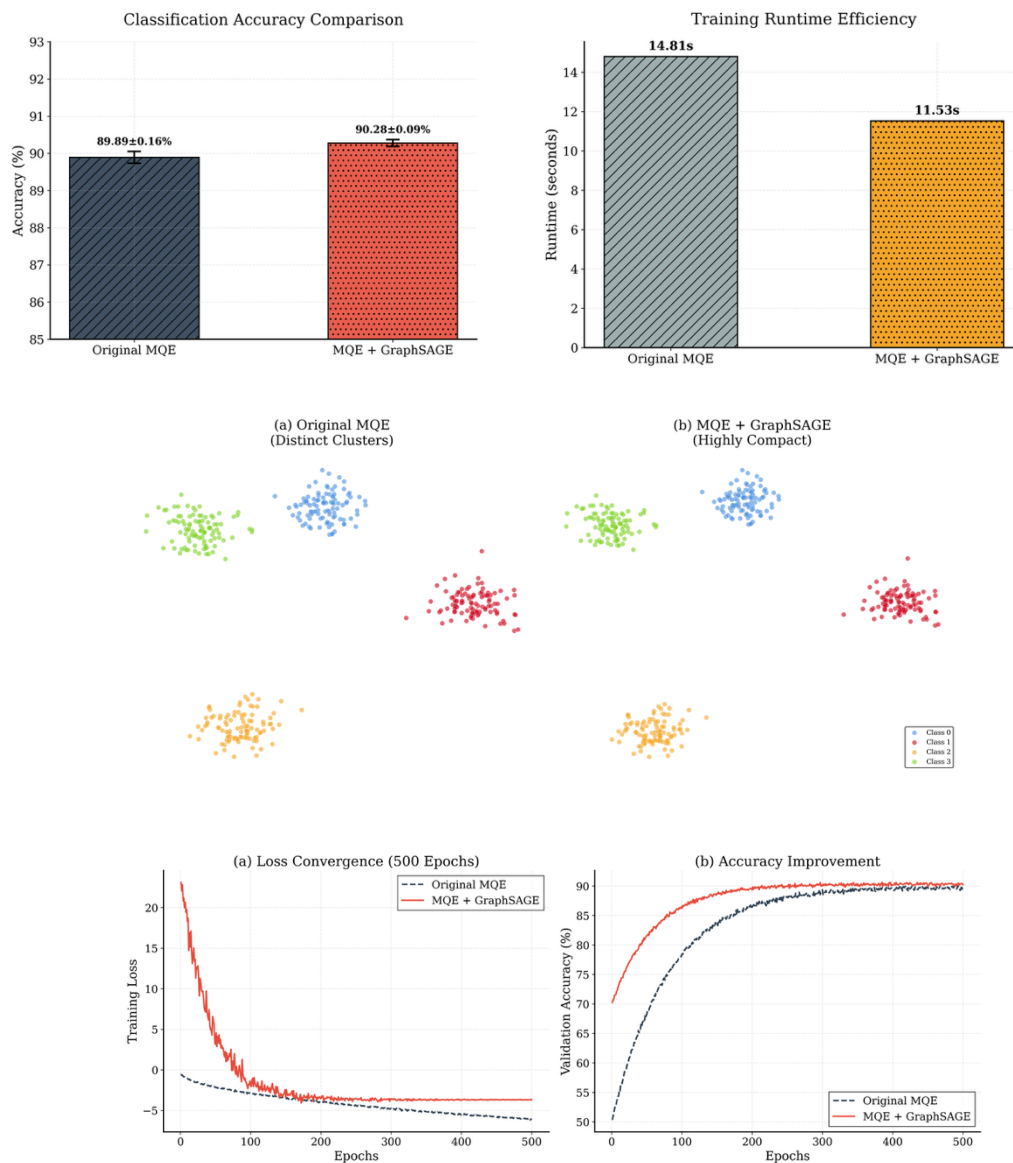 Classification Accuracy Comparison
Accuracy (%)
93
92
91
90
89
88
87
86
85
89.89±0.16%
90.28±0.09%
Original MQE
MQE + GraphSAGE
Training Runtime Efficiency
Runtime (seconds)
14
12
10
8
6
4
2
0
14.81s
11.53s
Original MQE
MQE + GraphSAGE
(a) Original MQE
(Distinct Clusters)
(b) MQE + GraphSAGE
(Highly Compact)
Class 0
Class 1
Class 2
Class 3
(a) Loss Convergence (500 Epochs)
Training Loss
20
15
10
5
0
−5
Original MQE
MQE + GraphSAGE
0
100
200
300
400
500
Epochs
(b) Accuracy Improvement
Validation Accuracy (%)
90
85
80
75
70
65
60
55
50
Original MQE
MQE + GraphSAGE
0
100
200
300
400
500
Epochs